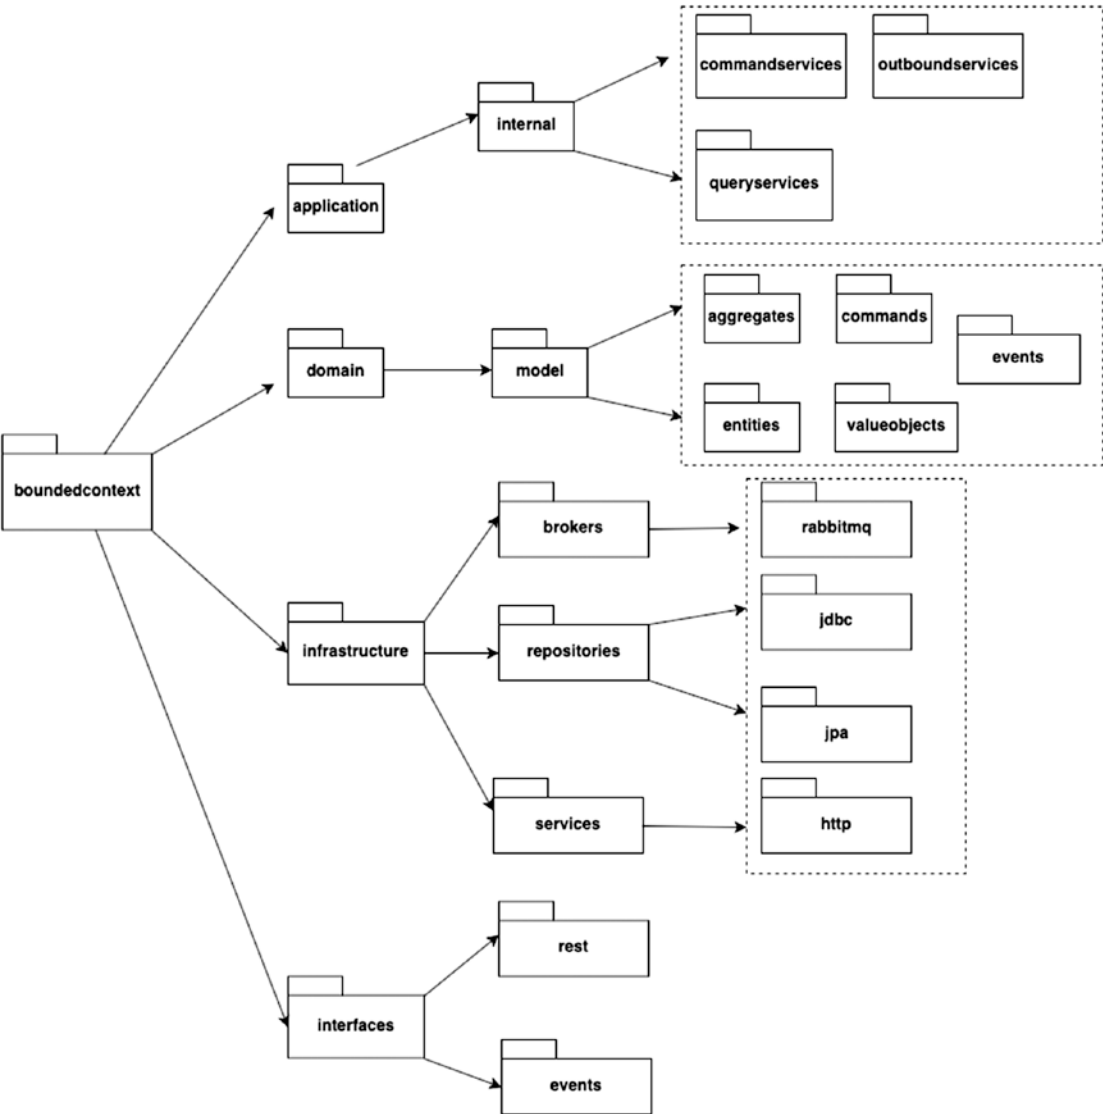 commandservices
outboundservices
internal
queryservices
application
aggregates
commands
events
domain
model
entities
valueobjects
boundedcontext
brokers
rabbitmq
jdbc
infrastructure
repositories
jpa
services
http
rest
interfaces
events